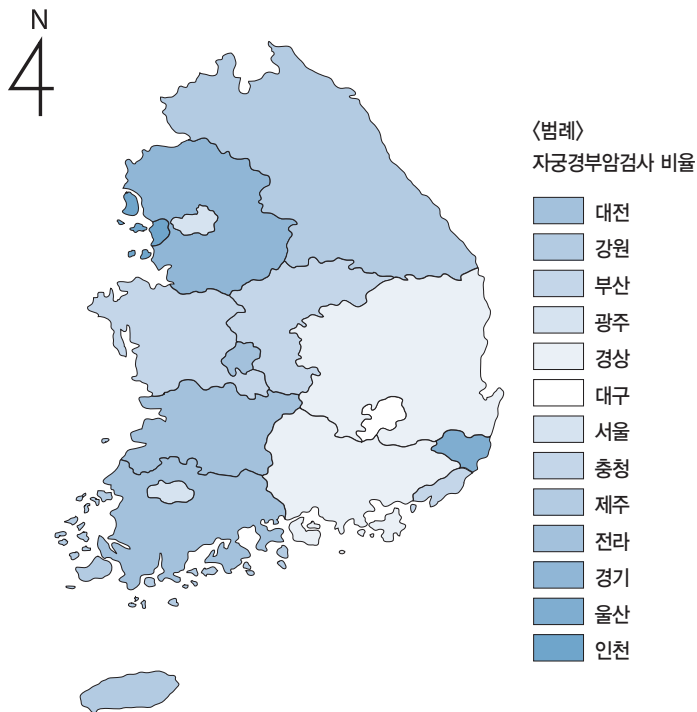 N
〈범례〉
자궁경부암검사 비율
대전
강원
부산
광주
경상
대구
서울
충청
제주
전라
경기
울산
인천